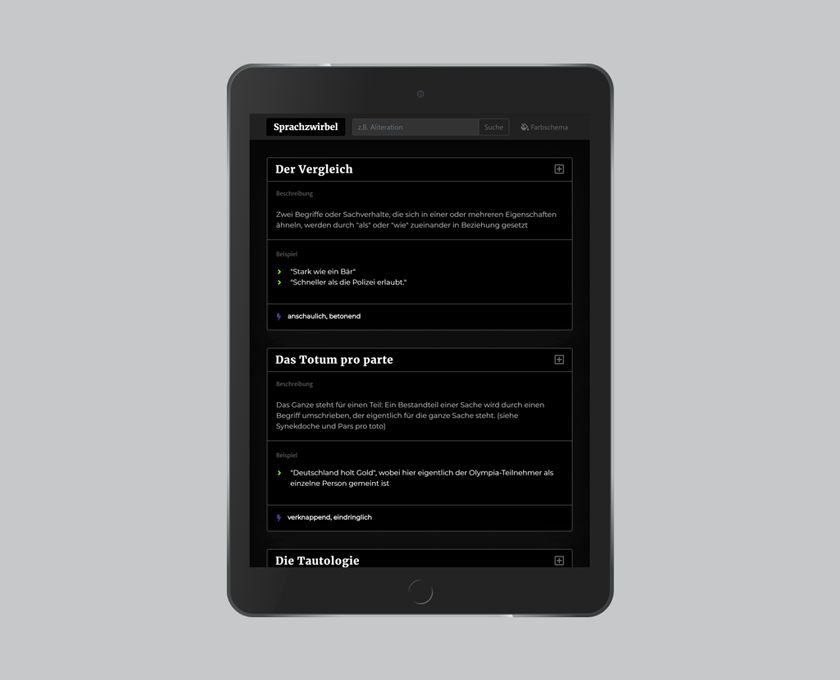 Sprachzwirbel
z.B. Aliteration
Suche
Farbschema
Der Vergleich
Beschreibung
Zwei Begriffe oder Sachverhalte, die sich in einer oder mehreren Eigenschaften
ähneln, werden durch "als" oder "wie" zueinander in Beziehung gesetzt
Beispiel
"Stark wie ein Bär"
"Schneller als die Polizei erlaubt."
anschaulich, betonend
Das Totum pro parte
Beschreibung
Das Ganze steht für einen Teil: Ein Bestandteil einer Sache wird durch einen
Begriff umschrieben, der eigentlich für die ganze Sache steht. (siehe
Synekdoche und Pars pro toto)
Beispiel
"Deutschland holt Gold", wobei hier eigentlich der Olympia-Teilnehmer als
einzelne Person gemeint ist
verknappend, eindringlich
Die Tautologie